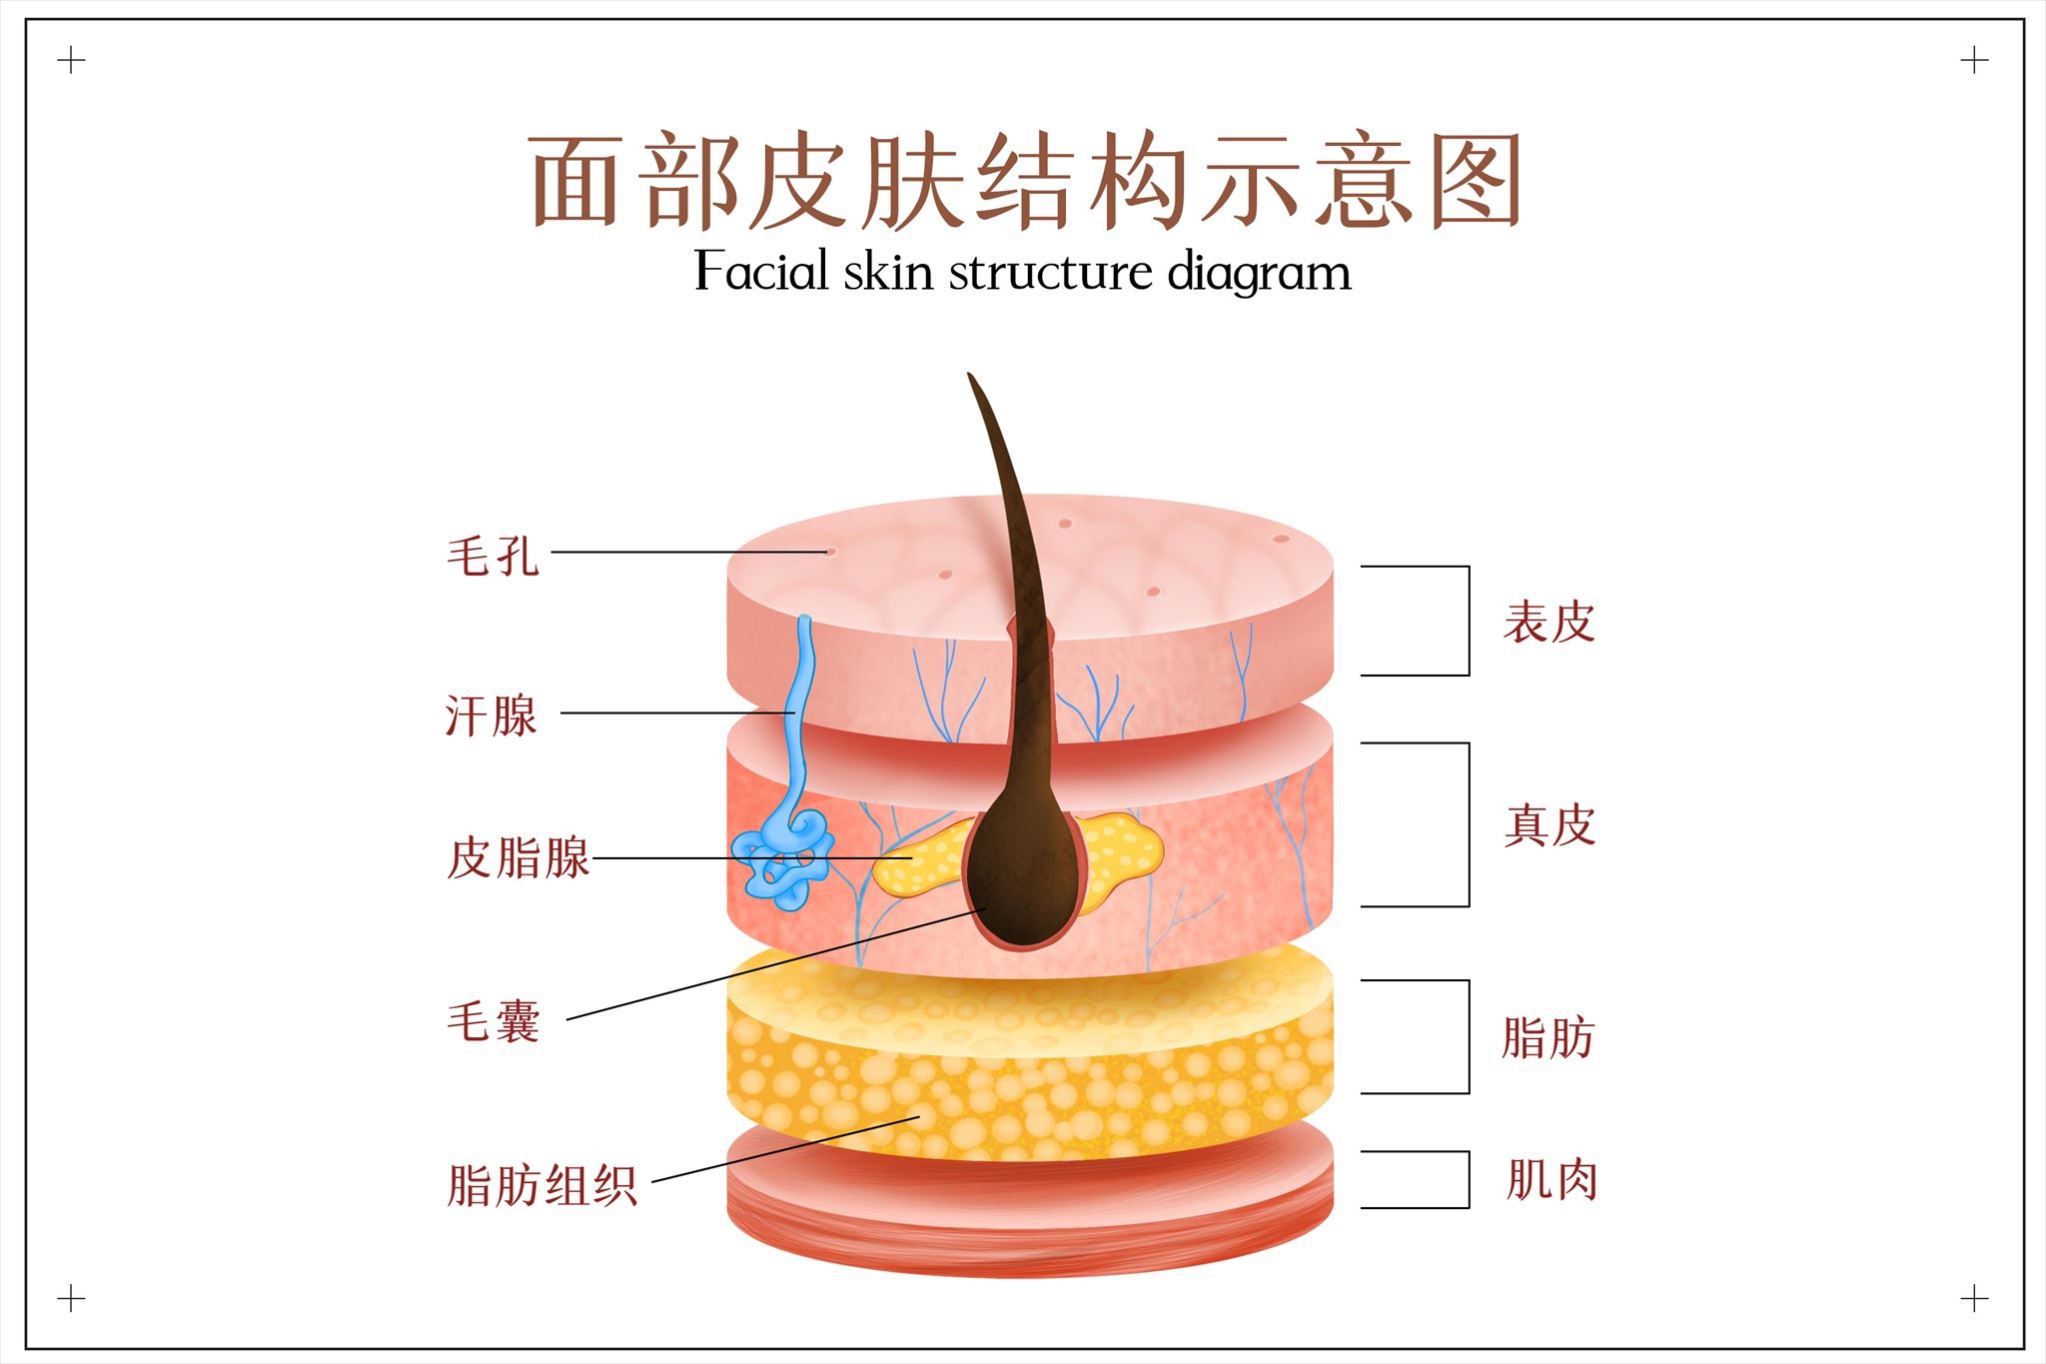 面部皮肤结构示意图
Facial skin structure diagram
毛孔
汗腺
皮脂腺
毛囊
脂肪组织
表皮
真皮
脂肪
肌肉